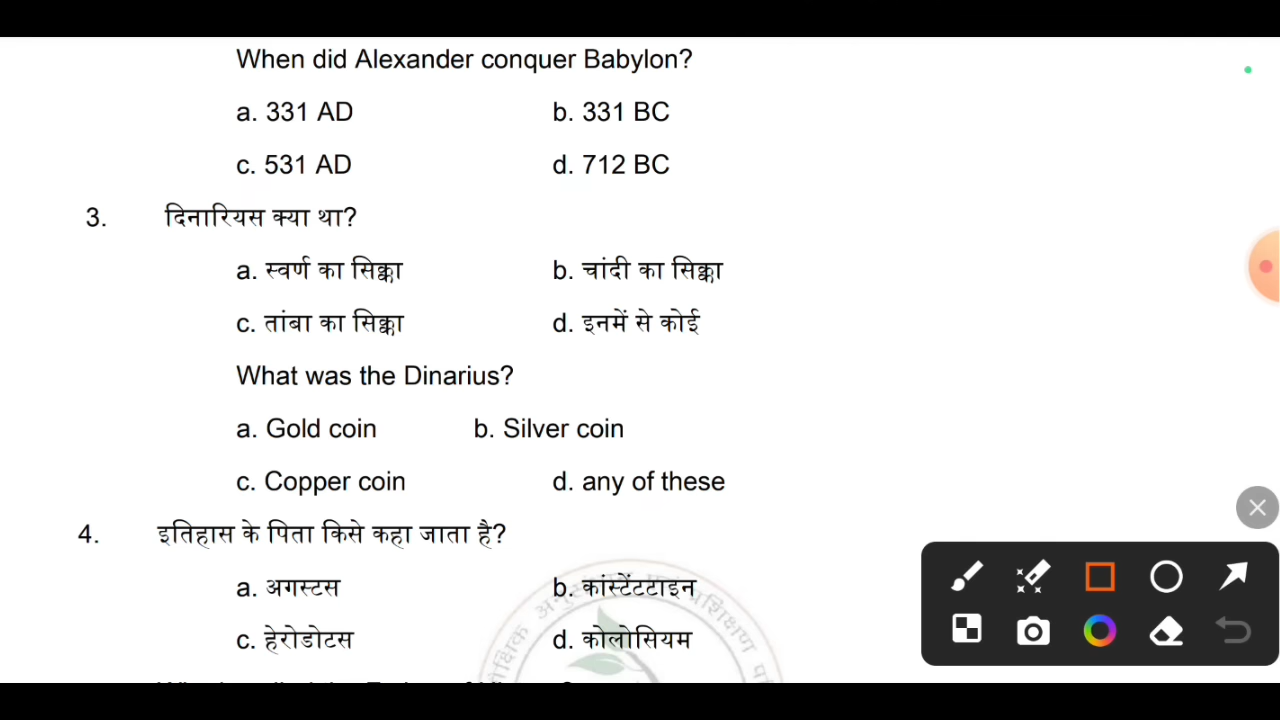 When did Alexander conquer Babylon?
a. 331 AD b. 331 BC
c. 531 AD d. 712 BC
3. दिनारियस क्या था?
a. स्वर्ण का सिक्का b. चांदी का सिक्का
c. तांबा का सिक्का d. इनमें से कोई
What was the Dinarius?
a. Gold coin b. Silver coin
c. Copper coin d. any of these
4. इतिहास के पिता किसे कहा जाता है?
a. अगस्टस b. कांस्टेंटटाइन
c. हेरोडोटस d. कोलोसियम